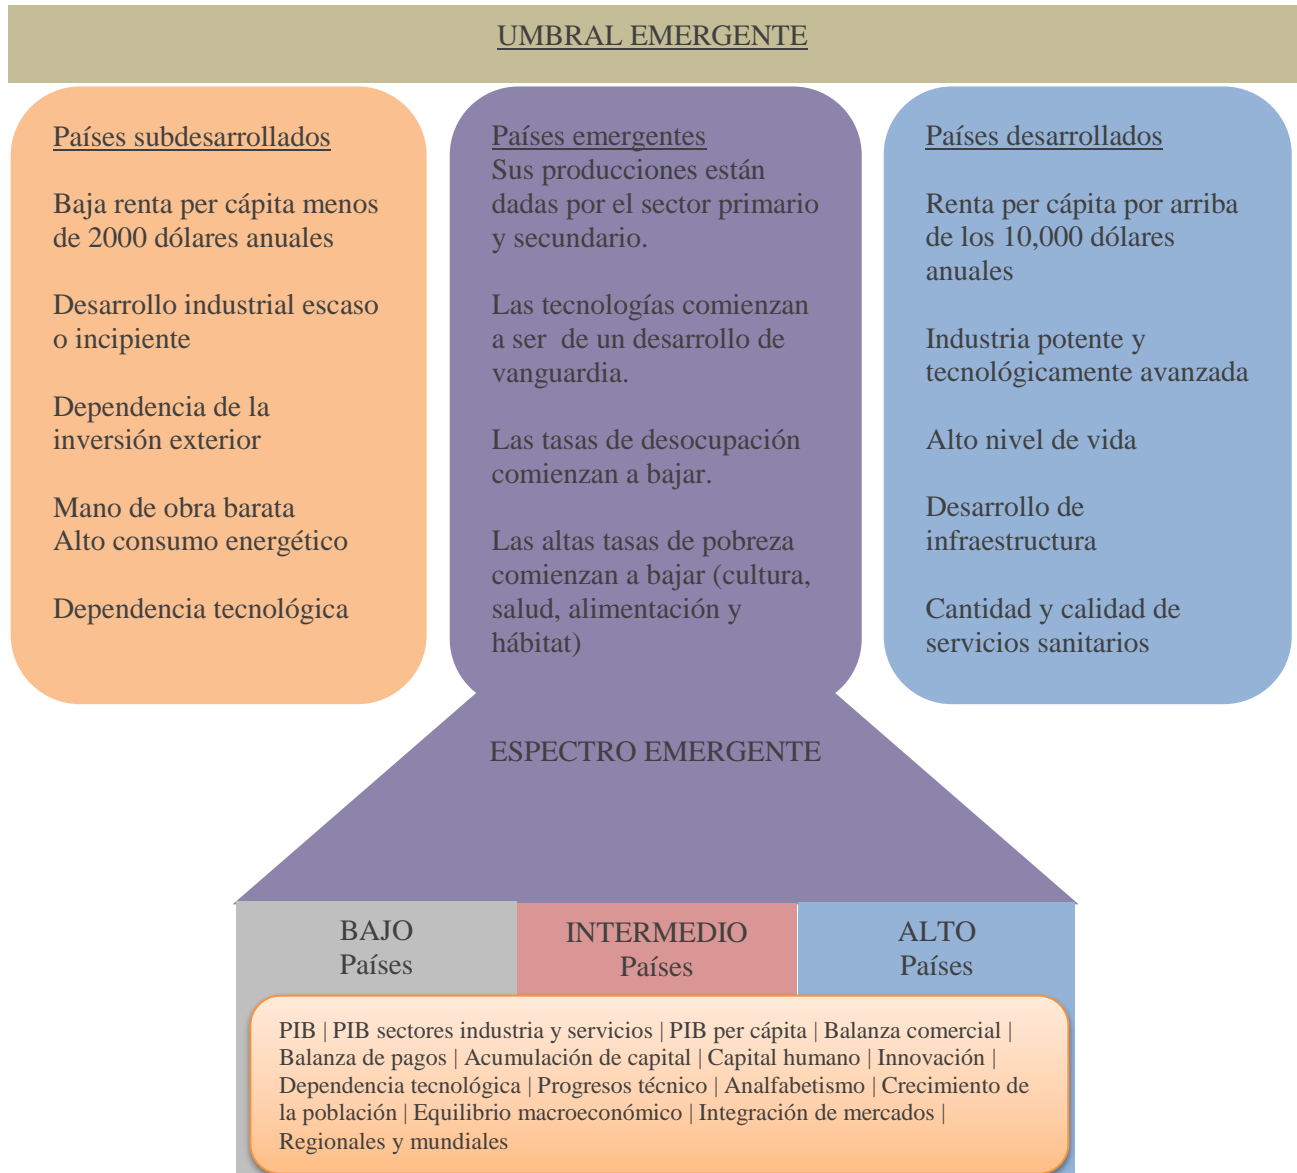 UMBRAL EMERGENTE
Países subdesarrollados
Baja renta per cápita menos
de 2000 dólares anuales
Desarrollo industrial escaso
o incipiente
Dependencia de la
inversión exterior
Mano de obra barata
Alto consumo energético
Dependencia tecnológica
Países emergentes
Sus producciones están
dadas por el sector primario
y secundario.
Las tecnologías comienzan
a ser de un desarrollo de
vanguardia.
Las tasas de desocupación
comienzan a bajar.
Las altas tasas de pobreza
comienzan a bajar (cultura,
salud, alimentación y
hábitat)
Países desarrollados
Renta per cápita por arriba
de los 10,000 dólares
anuales
Industria potente y
tecnológicamente avanzada
Alto nivel de vida
Desarrollo de
infraestructura
Cantidad y calidad de
servicios sanitarios
ESPECTRO EMERGENTE
BAJO
Países
INTERMEDIO
Países
ALTO
Países
PIB | PIB sectores industria y servicios | PIB per cápita | Balanza comercial |
Balanza de pagos | Acumulación de capital | Capital humano | Innovación |
Dependencia tecnológica | Progresos técnico | Analfabetismo | Crecimiento de
la población | Equilibrio macroeconómico | Integración de mercados |
Regionales y mundiales